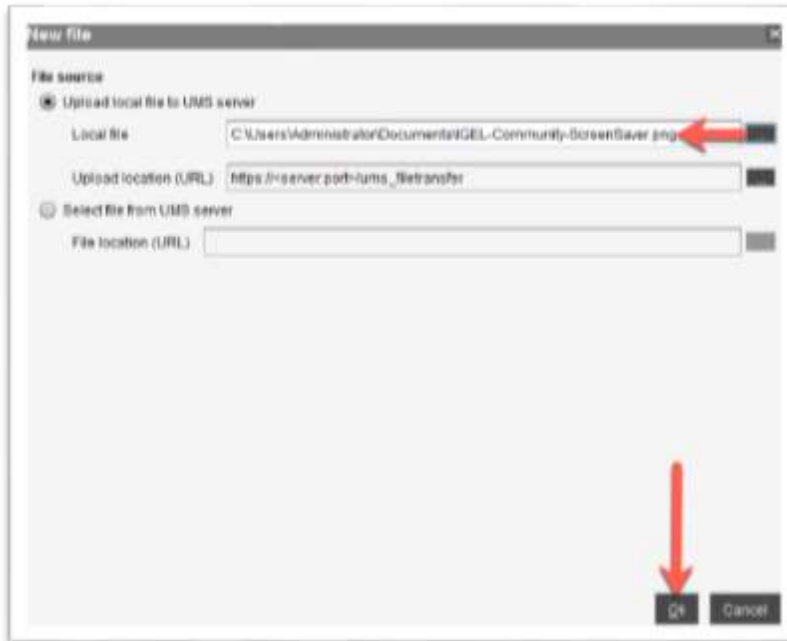 New file
File source
Upload local file to UMS server
Local file C:\Users\Administrator\Documents\IGEL-Community-ScreenSaver.png
Upload location (URL) https://<server:port>/ums_filetransfer
Select file from UMS server
File location (URL)
Ok Cancel